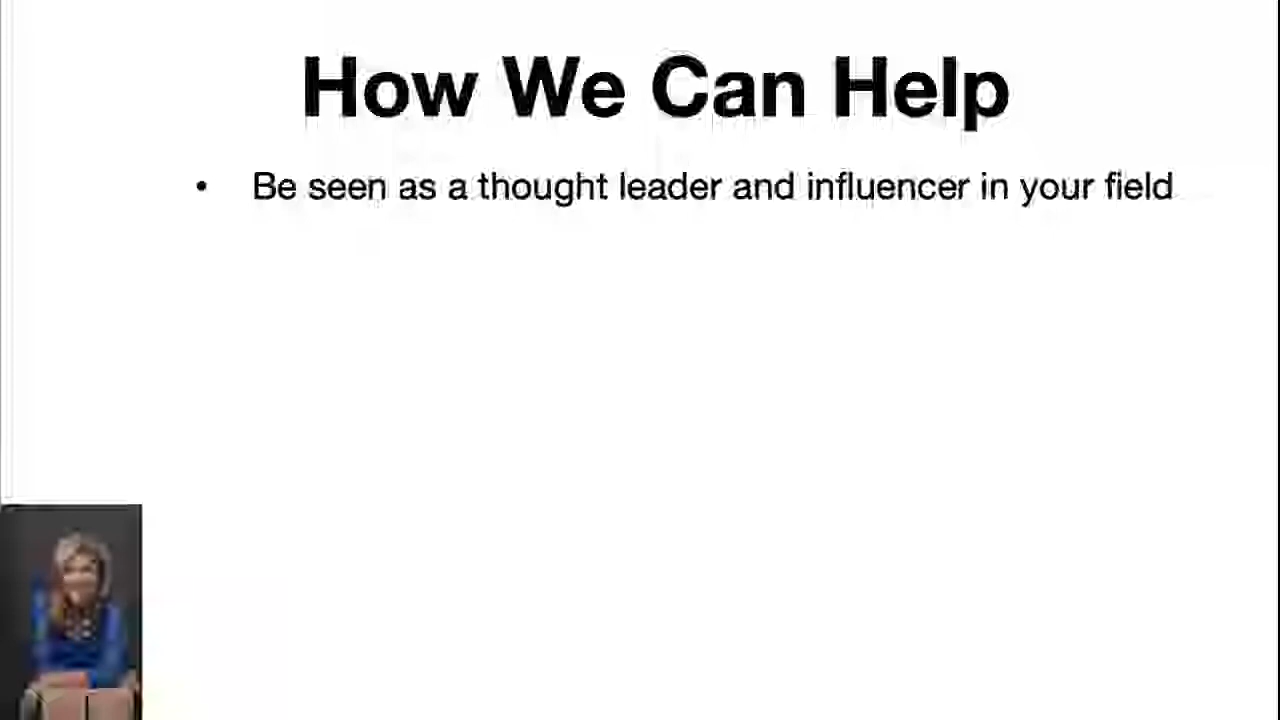 How We Can Help
• Be seen as a thought leader and influencer in your field